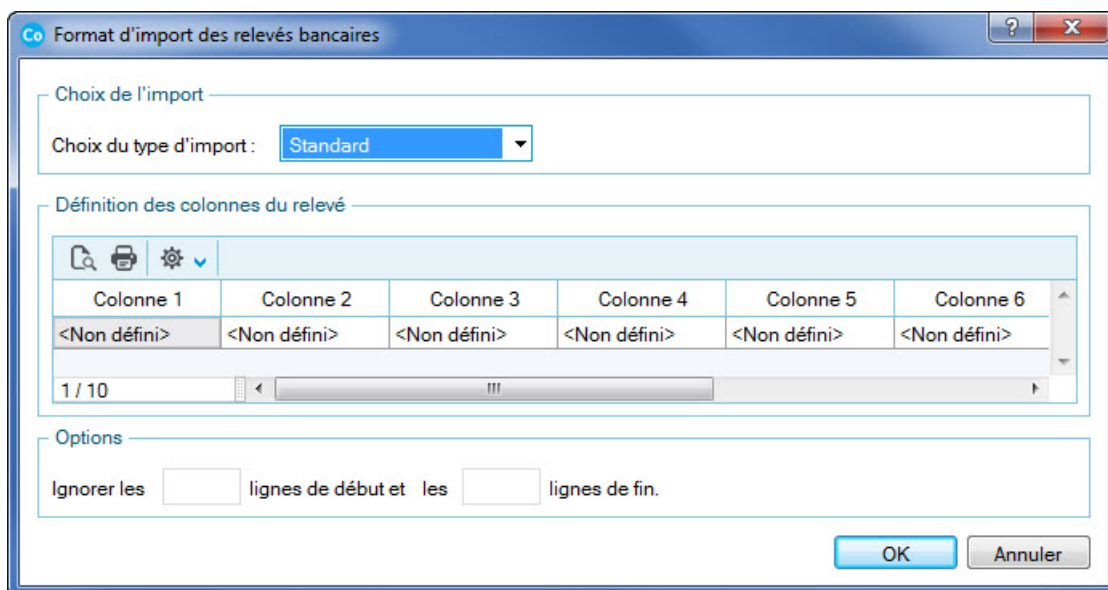 Co Format d'import des relevés bancaires
? X
Choix de l'import
Choix du type d'import : Standard
Définition des colonnes du relevé
Colonne 1 Colonne 2 Colonne 3 Colonne 4 Colonne 5 Colonne 6
<Non défini> <Non défini> <Non défini> <Non défini> <Non défini> <Non défini>
1 / 10
Options
Ignorer les lignes de début et les lignes de fin.
OK Annuler